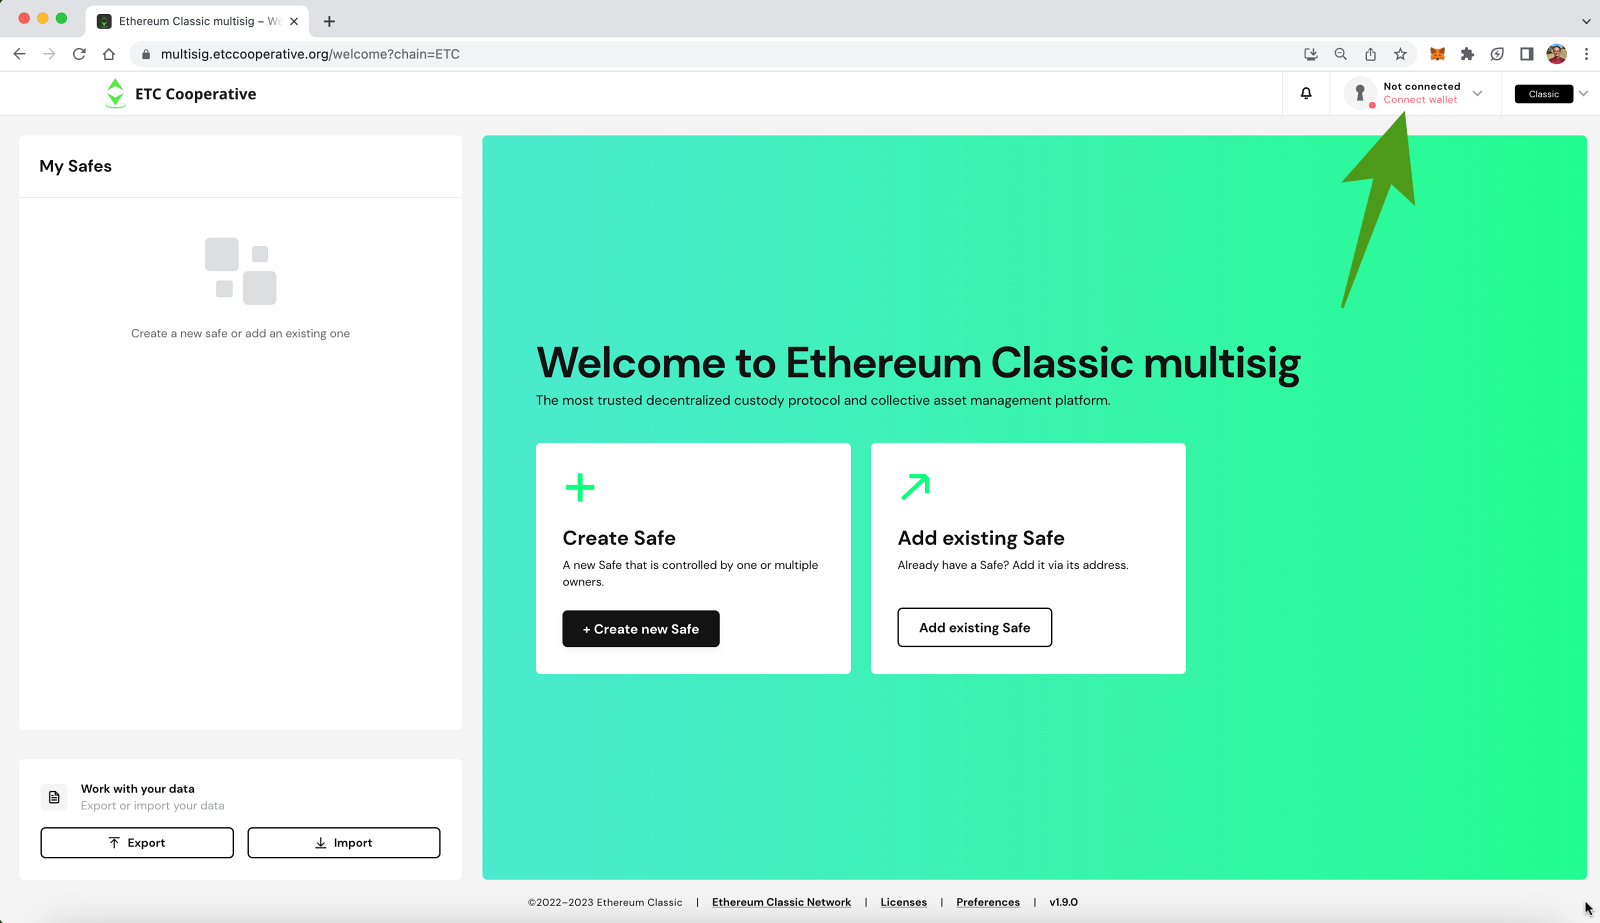 Ethereum Classic multisig – We
multisig.etccooperative.org/welcome?chain=ETC
ETC Cooperative
Not connected
Connect wallet
Classic
My Safes
Create a new safe or add an existing one
Work with your data
Export or import your data
Export
Import
Welcome to Ethereum Classic multisig
The most trusted decentralized custody protocol and collective asset management platform.
Create Safe
A new Safe that is controlled by one or multiple
owners.
+ Create new Safe
Add existing Safe
Already have a Safe? Add it via its address.
Add existing Safe
©2022–2023 Ethereum Classic | Ethereum Classic Network | Licenses | Preferences | v1.9.0